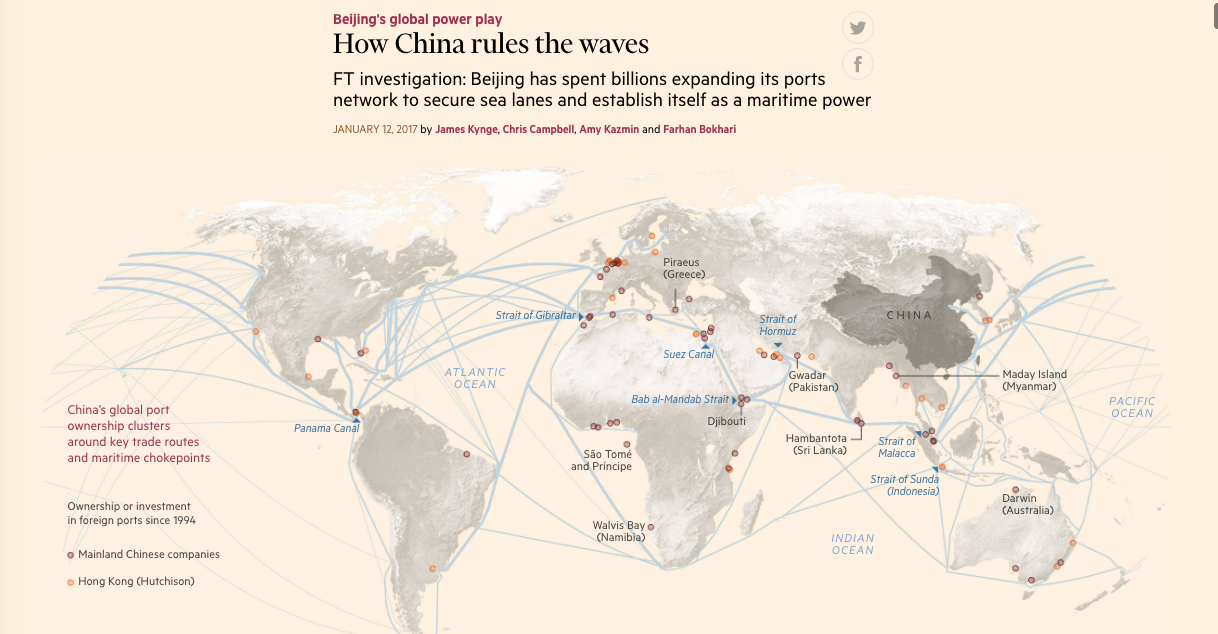 Beijing's global power play
How China rules the waves
FT investigation: Beijing has spent billions expanding its ports
network to secure sea lanes and establish itself as a maritime power
JANUARY 12, 2017 by James Kynge, Chris Campbell, Amy Kazmin and Farhan Bokhari
Piraeus
(Greece)
Strait of Gibraltar
Strait of
Hormuz
CHINA
Suez Canal
ATLANTIC
OCEAN
Gwadar
(Pakistan)
Maday Island
(Myanmar)
Bab al-Mandab Strait
PACIFIC
OCEAN
China's global port
ownership clusters
around key trade routes
and maritime chokepoints
Panama Canal
Djibouti
Hambantota
(Sri Lanka)
Strait of
Malacca
São Tomé
and Príncipe
Strait of Sunda
(Indonesia)
Darwin
(Australia)
Ownership or investment
in foreign ports since 1994
Walvis Bay
(Namibia)
INDIAN
OCEAN
Mainland Chinese companies
Hong Kong (Hutchison)